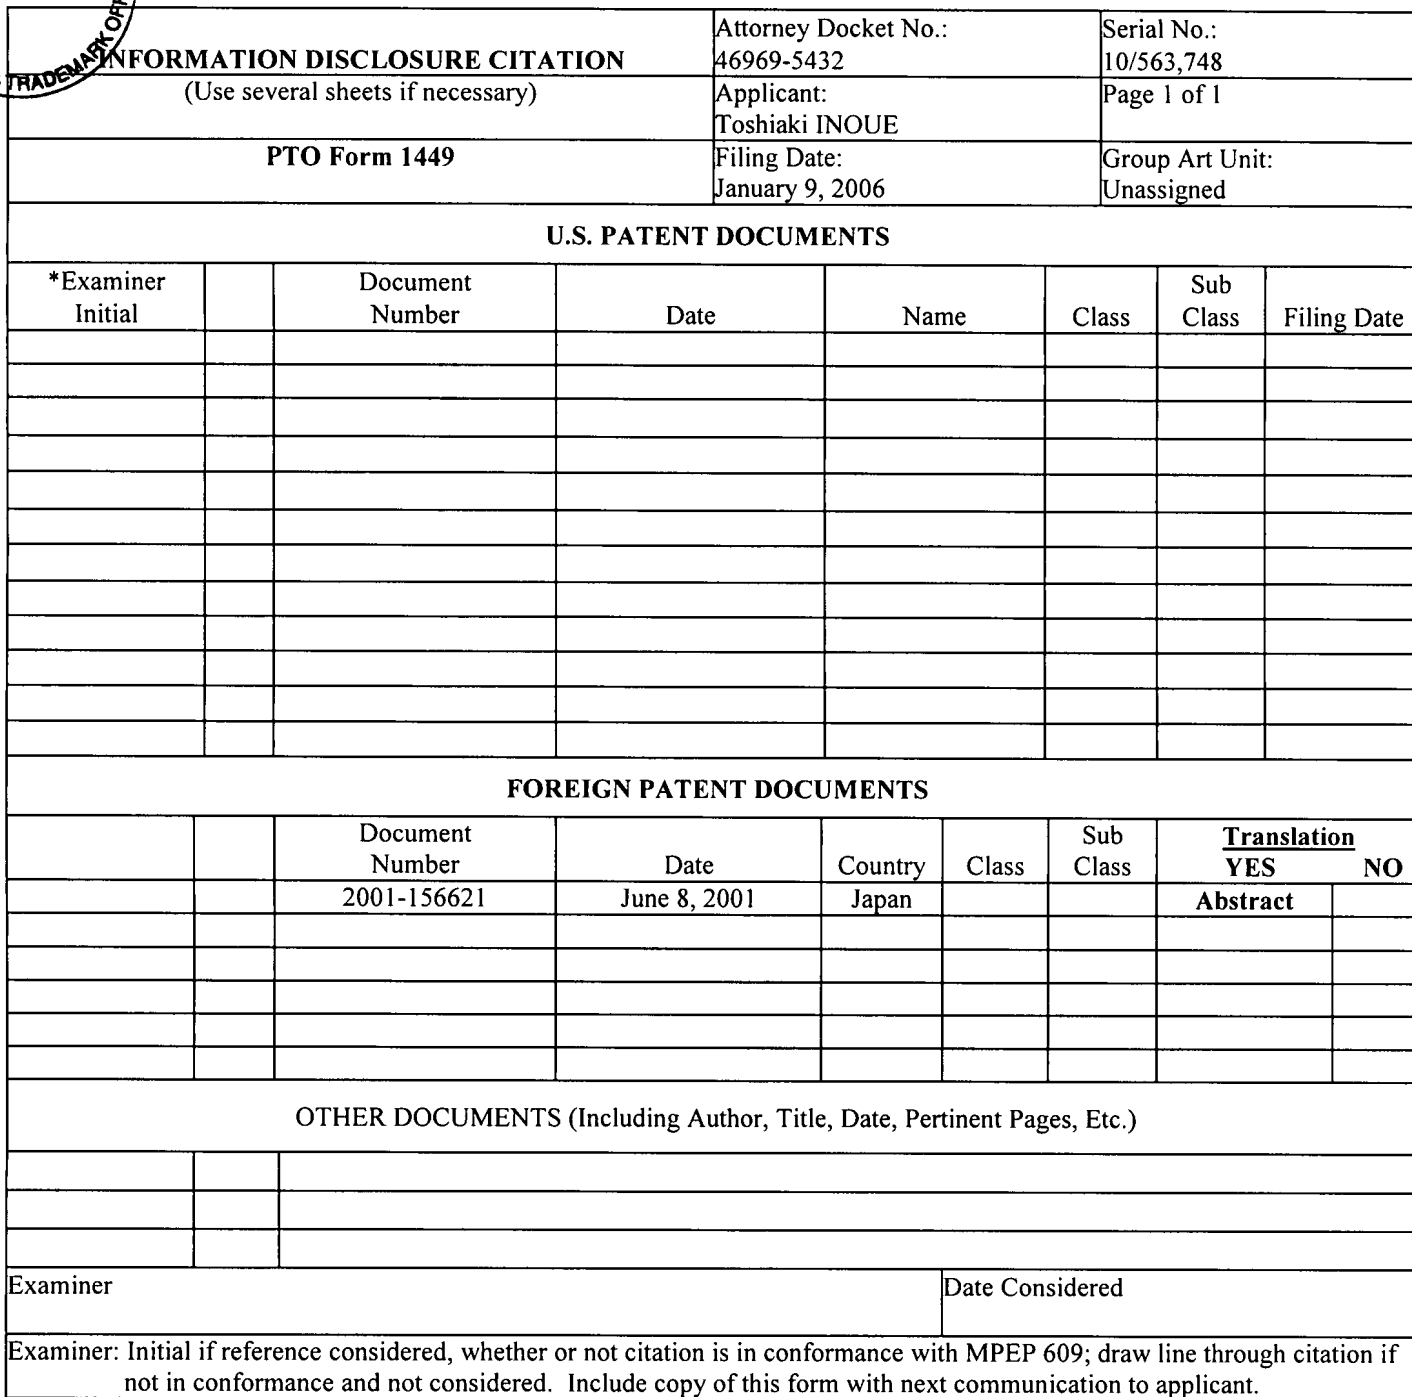 TRADEMARK
INFORMATION DISCLOSURE CITATION
(Use several sheets if necessary)
PTO Form 1449
Attorney Docket No.:
46969-5432
Serial No.:
10/563,748
Applicant:
Toshiaki INOUE
Page 1 of 1
Filing Date:
January 9, 2006
Group Art Unit:
Unassigned
U.S. PATENT DOCUMENTS
*Examiner
Initial
Document
Number
Date
Name
Class
Sub
Class
Filing Date
FOREIGN PATENT DOCUMENTS
Document
Number
Date
Country
Class
Sub
Class
Translation
YES NO
2001-156621 June 8, 2001 Japan Abstract
OTHER DOCUMENTS (Including Author, Title, Date, Pertinent Pages, Etc.)
Examiner
Date Considered
Examiner: Initial if reference considered, whether or not citation is in conformance with MPEP 609; draw line through citation if
not in conformance and not considered. Include copy of this form with next communication to applicant.